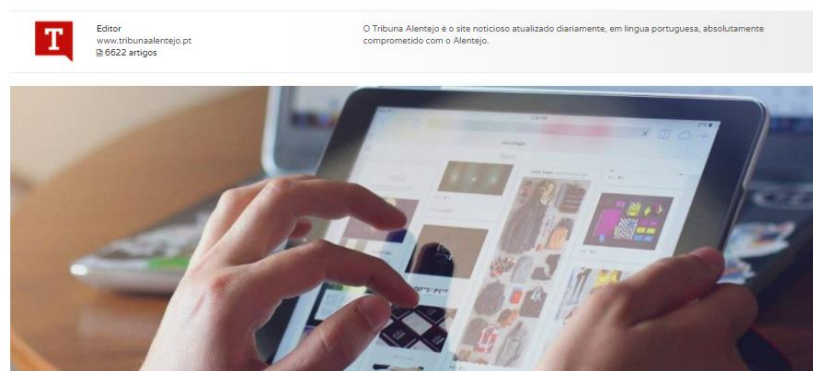 T
Editor
www.tribunaalentejo.pt
6622 artigos
O Tribuna Alentejo é o site noticioso atualizado diariamente, em língua portuguesa, absolutamente
comprometido com o Alentejo.